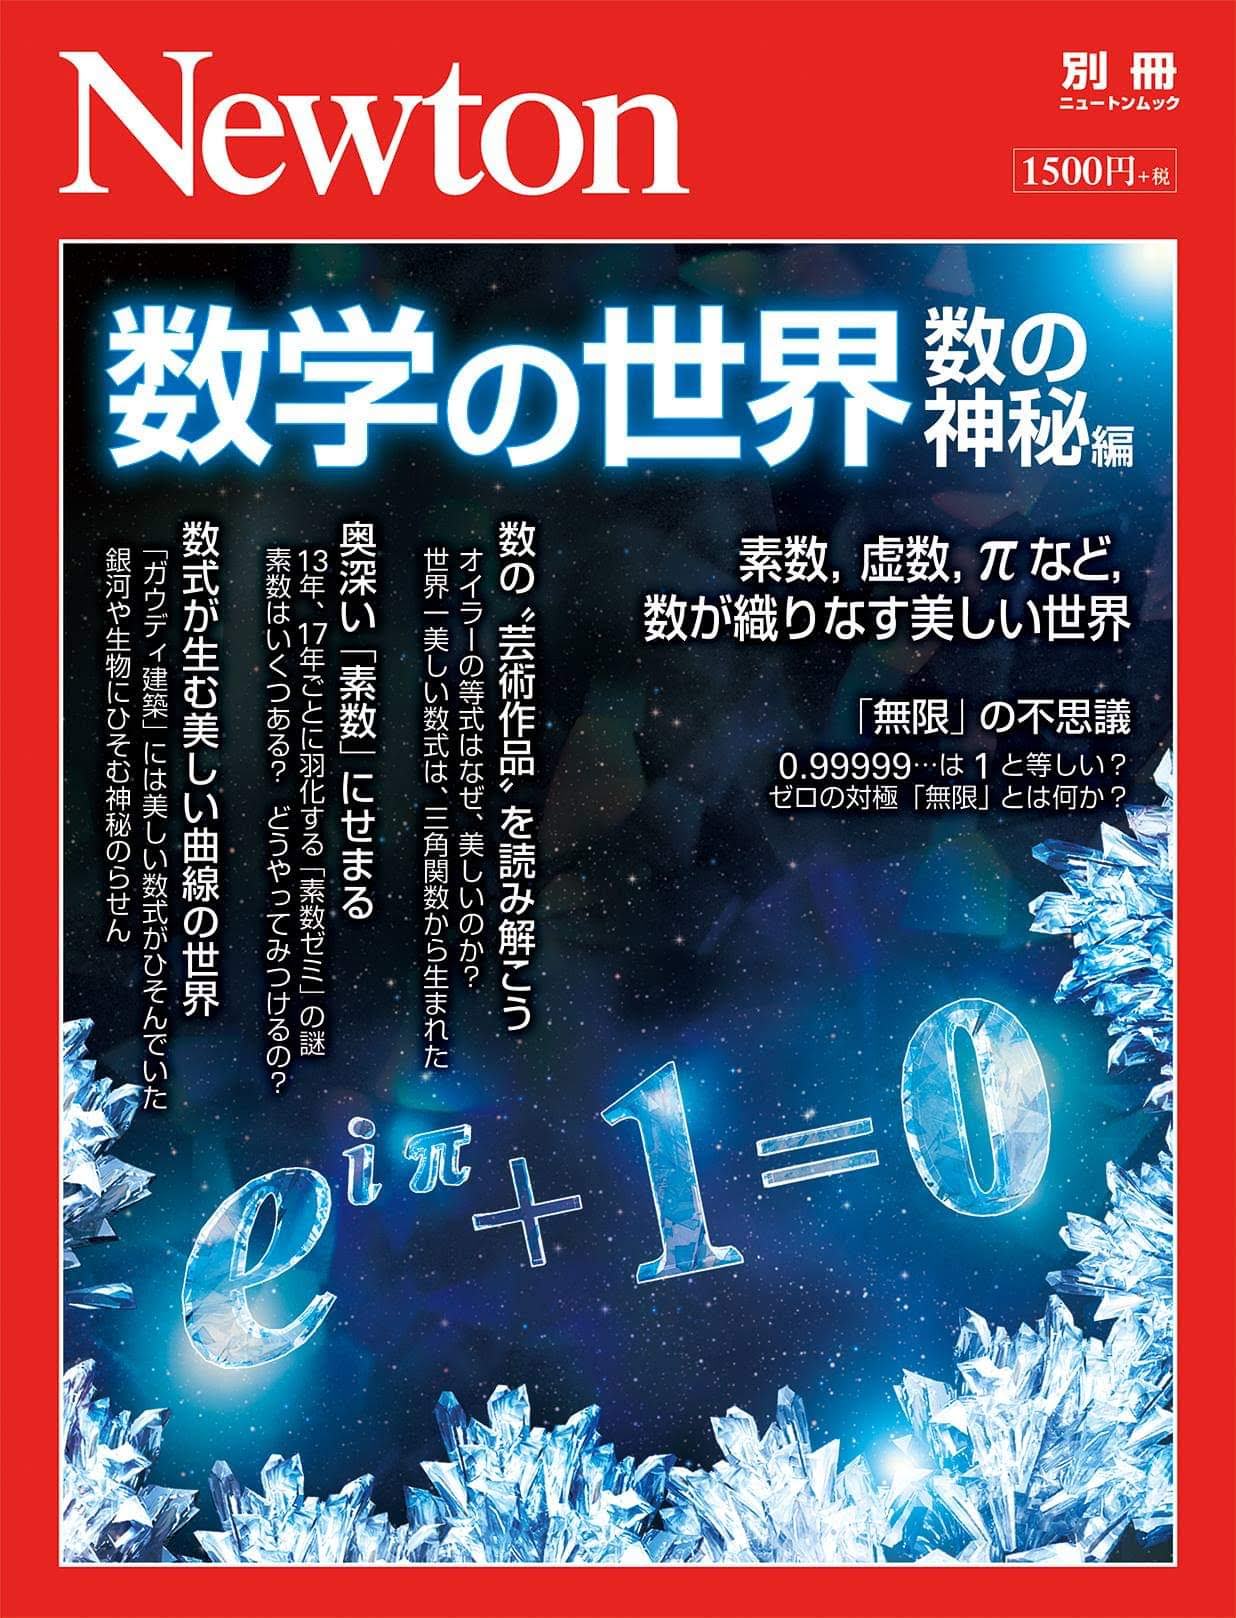 Newton
別冊
ニュートンムック
1500円+税
数学の世界
数の
神秘編
素数, 虚数, πなど,
数が織りなす美しい世界
「無限」の不思議
0.99999…は1と等しい？
ゼロの対極「無限」とは何か？
数の〝芸術作品〟を読み解こう
オイラーの等式はなぜ、美しいのか？
世界一美しい数式は、三角関数から生まれた
奥深い「素数」にせまる
13年、17年ごとに羽化する「素数ゼミ」の謎
素数はいくつある？　どうやってみつけるの？
数式が生む美しい曲線の世界
「ガウディ建築」には美しい数式がひそんでいた
銀河や生物にひそむ神秘のらせん
e^{iπ}+1=0